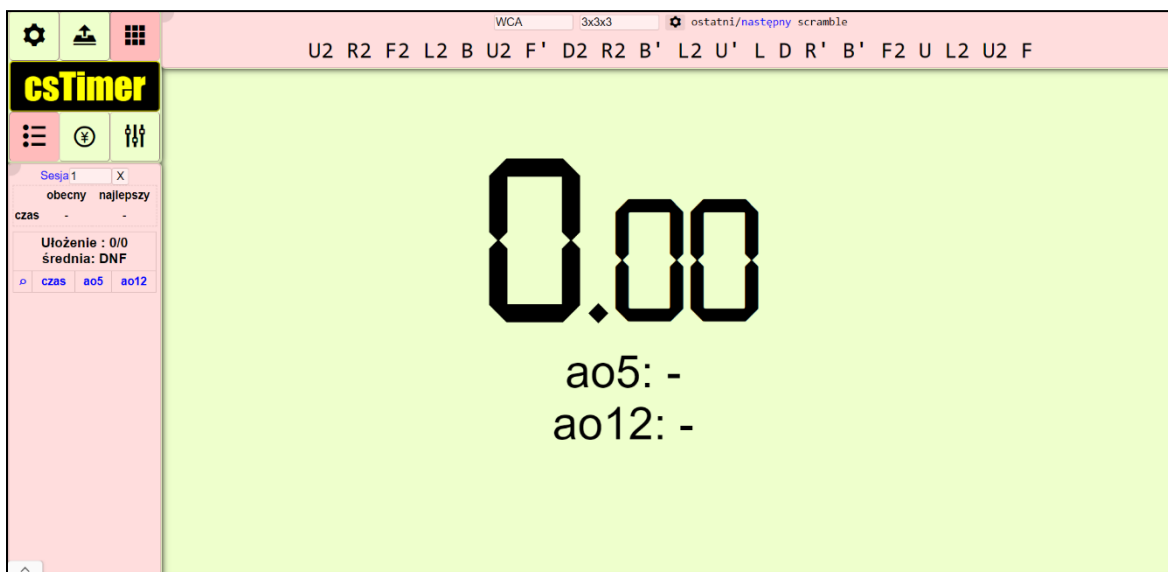 WCA 3x3x3 ostatni/następny scramble
U2 R2 F2 L2 B U2 F' D2 R2 B' L2 U' L D R' B' F2 U L2 U2 F
csTimer
Sesja 1 X
obecny najlepszy
czas - -
Ułożenie : 0/0
średnia: DNF
czas ao5 ao12
0.00
ao5: -
ao12: -